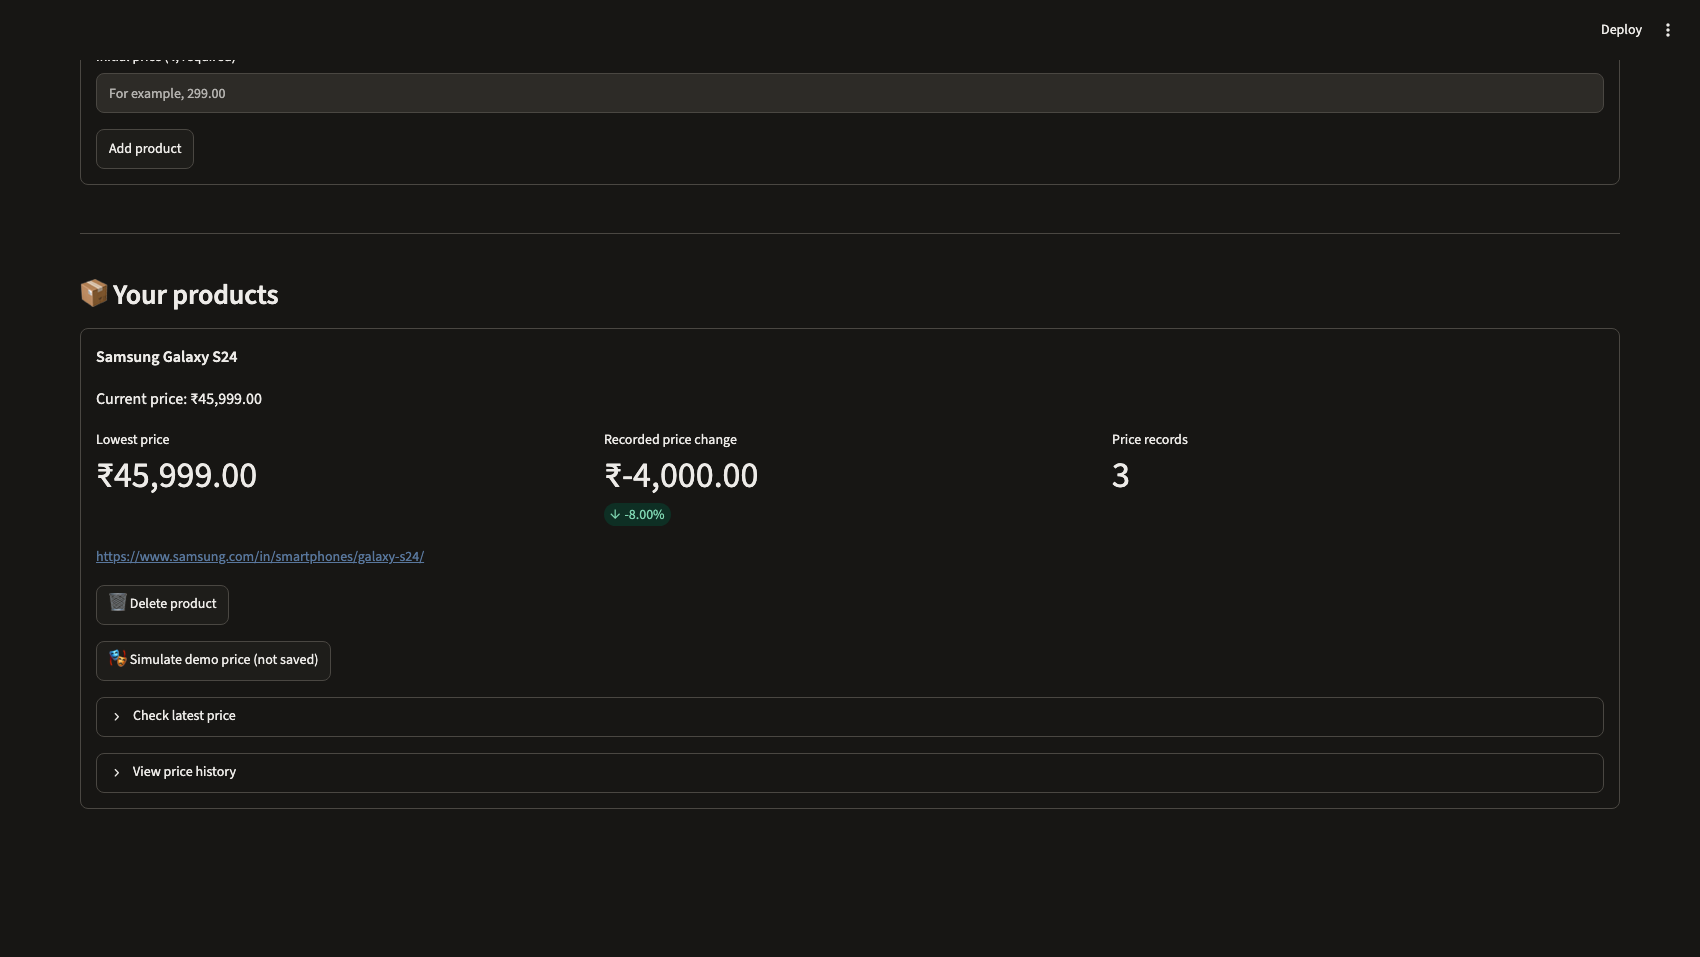 Deploy
For example, 299.00
Add product
Your products
Samsung Galaxy S24
Current price: ₹45,999.00
Lowest price
₹45,999.00
Recorded price change
₹-4,000.00
↓ -8.00%
Price records
3
https://www.samsung.com/in/smartphones/galaxy-s24/
Delete product
Simulate demo price (not saved)
Check latest price
View price history